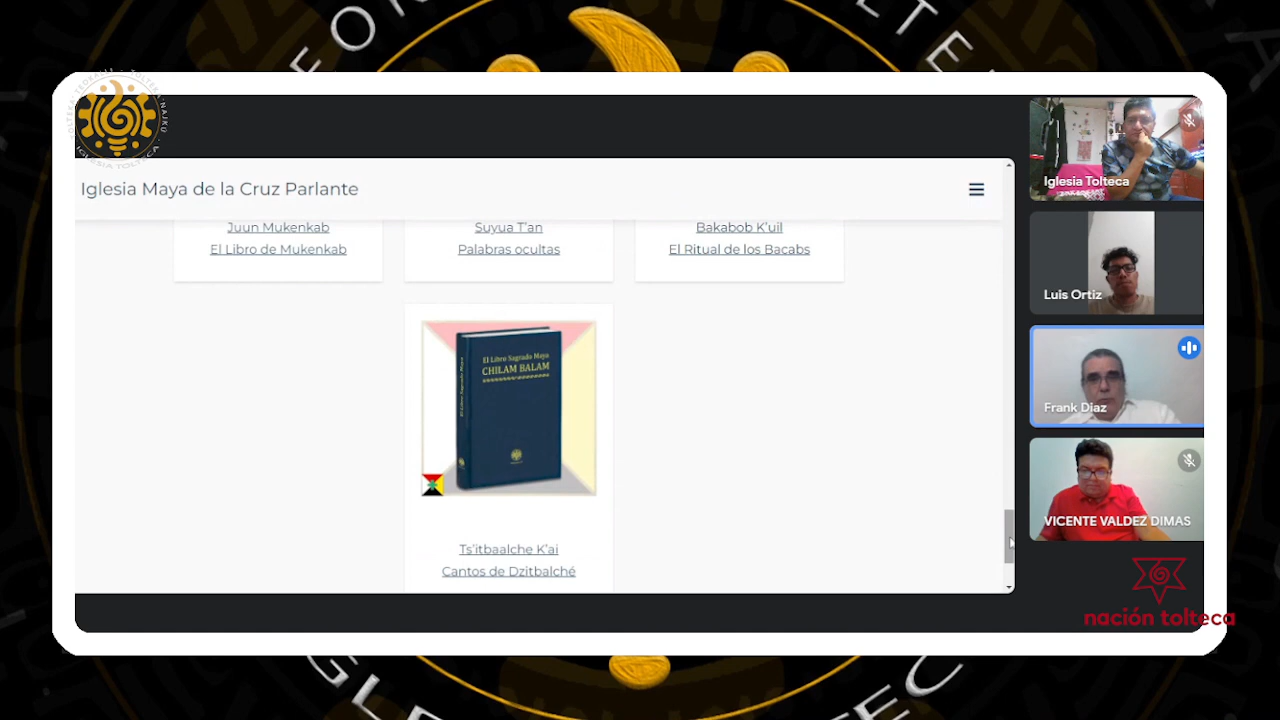 Iglesia Maya de la Cruz Parlante
Juun Mukenkab
El Libro de Mukenkab
Suyua T'an
Palabras ocultas
Bakabob K'uil
El Ritual de los Bacabs
El Libro Sagrado Maya
CHILAM BALAM
Ts'itbaalche K'ai
Cantos de Dzitbalché
Iglesia Tolteca
Luis Ortiz
Frank Díaz
VICENTE VALDEZ DIMAS
nación tolteca
IGLESIA TOLTECA